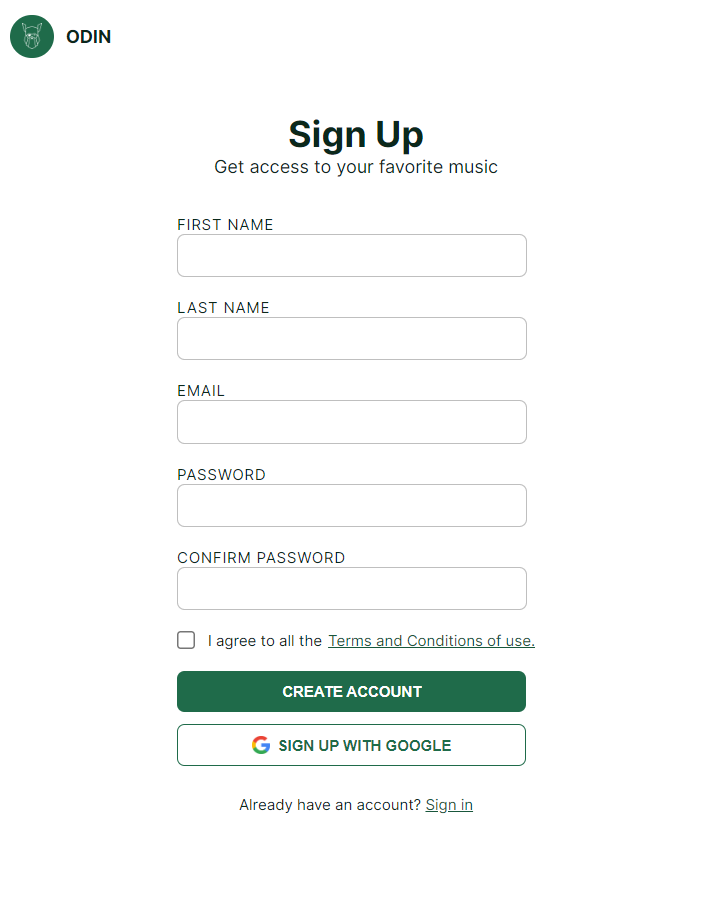 ODIN
Sign Up
Get access to your favorite music
FIRST NAME
LAST NAME
EMAIL
PASSWORD
CONFIRM PASSWORD
I agree to all the Terms and Conditions of use.
CREATE ACCOUNT
SIGN UP WITH GOOGLE
Already have an account? Sign in